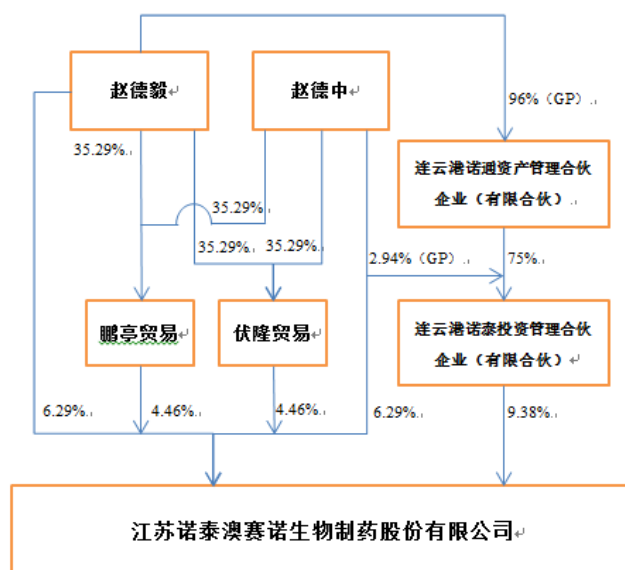 赵德毅
赵德中
96%（GP）
35.29%
连云港诺通资产管理合伙
企业（有限合伙）
35.29%
35.29%
35.29%
2.94%（GP）
75%
鹏亭贸易
伏隆贸易
连云港诺泰投资管理合伙
企业（有限合伙）
6.29%
4.46%
4.46%
6.29%
9.38%
江苏诺泰澳赛诺生物制药股份有限公司